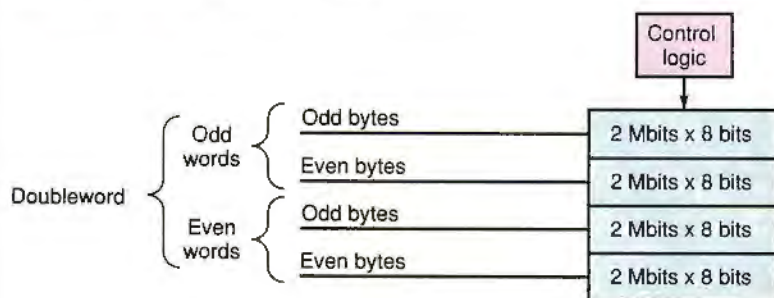 Control
logic
Odd bytes
2 Mbits x 8 bits
Odd
words
Even bytes
2 Mbits x 8 bits
Doubleword
Odd bytes
2 Mbits x 8 bits
Even
words
Even bytes
2 Mbits x 8 bits